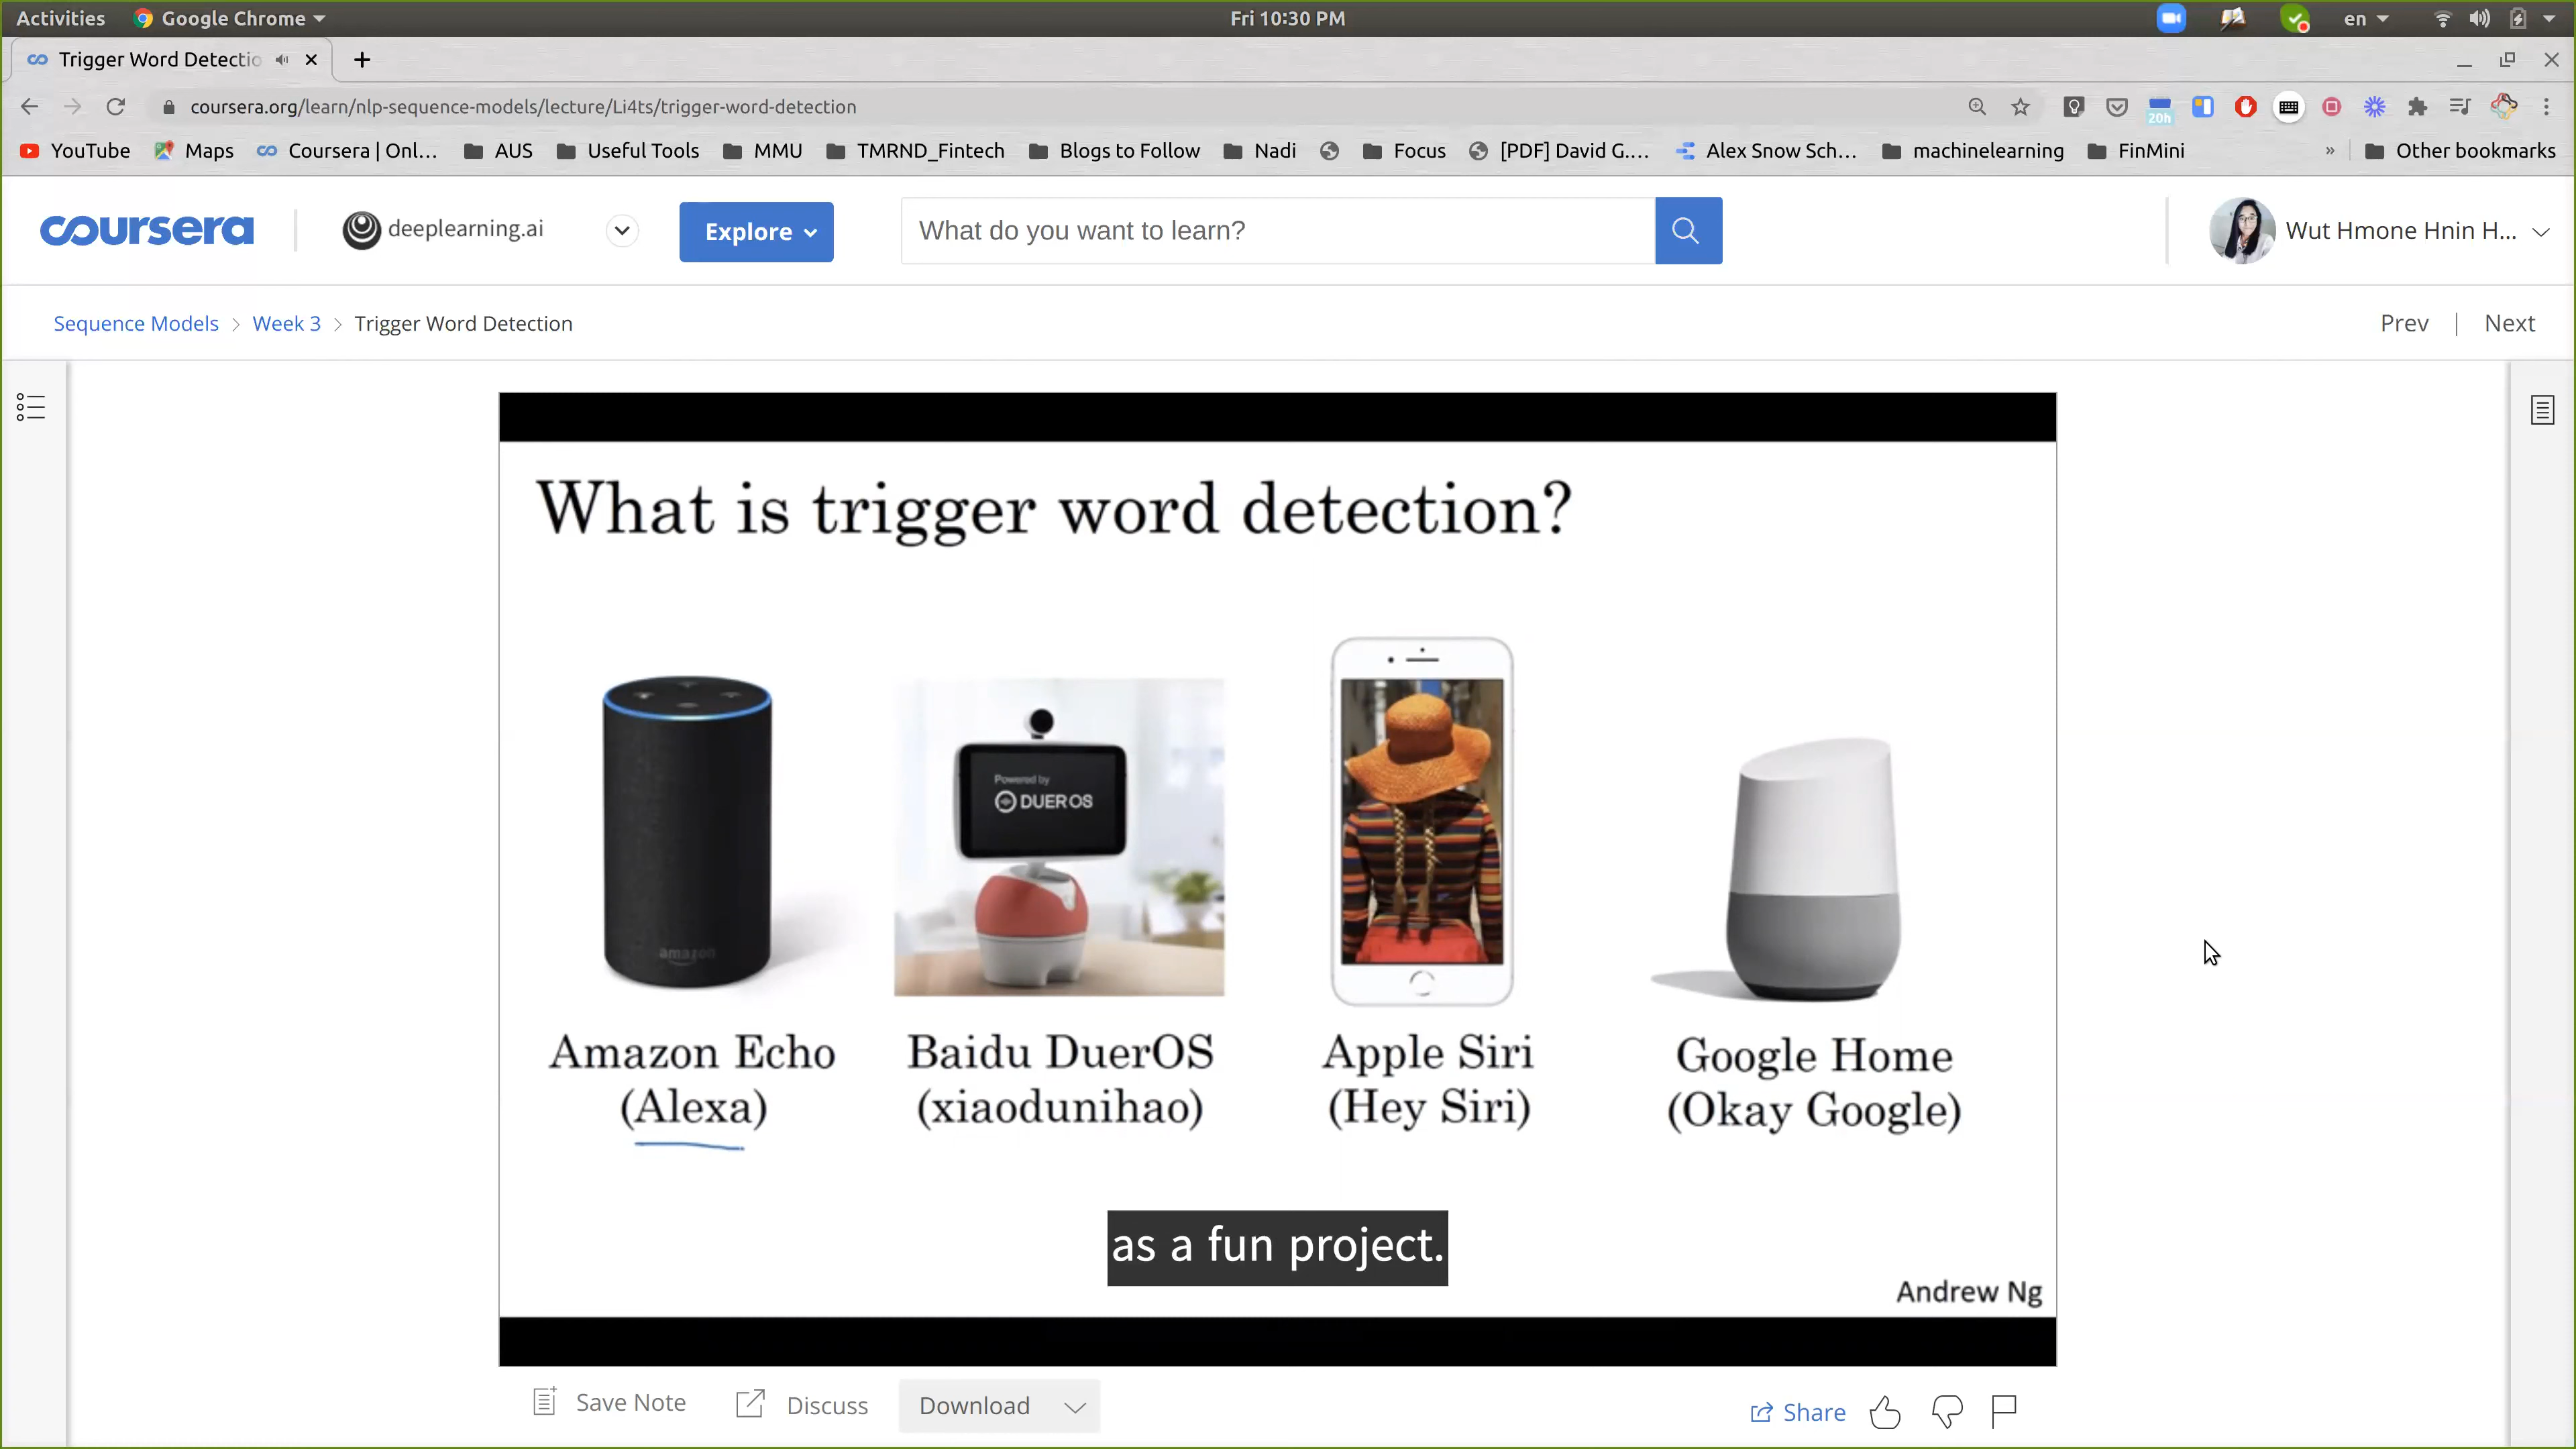 Activities
Google Chrome
Fri 10:30 PM
en
Trigger Word Detectio
coursera.org/learn/nlp-sequence-models/lecture/Li4ts/trigger-word-detection
20h
YouTube
Maps
Coursera | Onl...
AUS
Useful Tools
MMU
TMRND_Fintech
Blogs to Follow
Nadi
Focus
[PDF] David G....
Alex Snow Sch...
machinelearning
FinMini
»
Other bookmarks
coursera
deeplearning.ai
Explore
What do you want to learn?
Wut Hmone Hnin H...
Sequence Models > Week 3 > Trigger Word Detection
Prev | Next
What is trigger word detection?
Powered by
DUER OS
amazon
Amazon Echo
(Alexa)
Baidu DuerOS
(xiaodunihao)
Apple Siri
(Hey Siri)
Google Home
(Okay Google)
as a fun project.
Andrew Ng
Save Note
Discuss
Download
Share